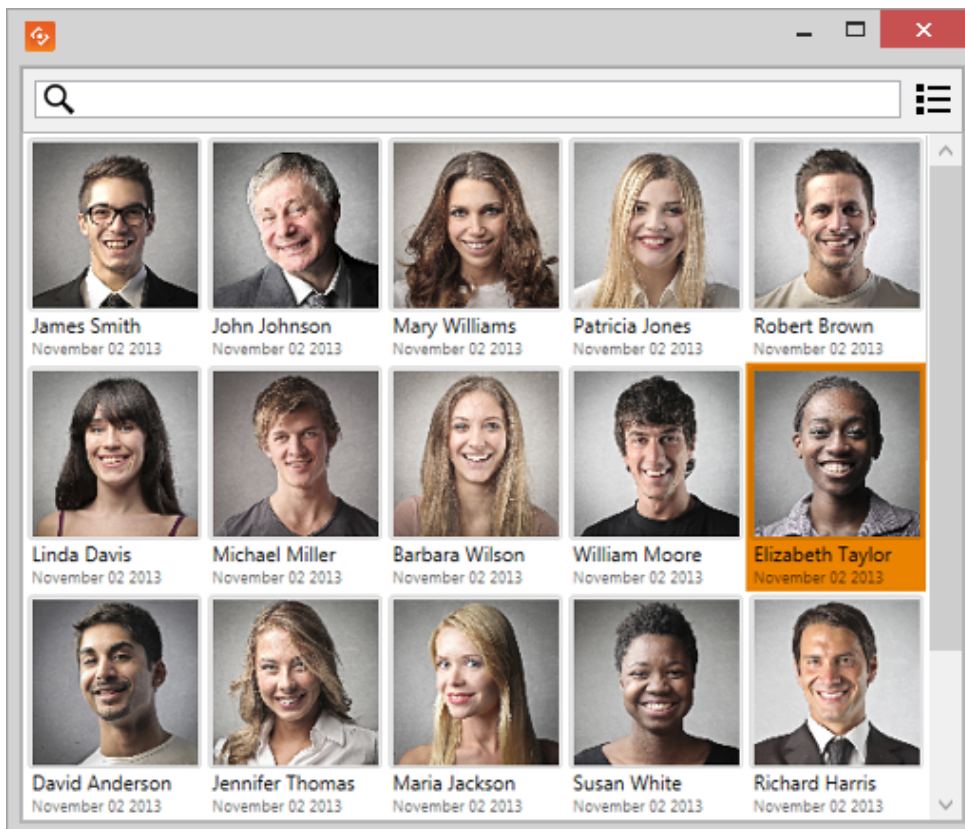 James Smith
November 02 2013
John Johnson
November 02 2013
Mary Williams
November 02 2013
Patricia Jones
November 02 2013
Robert Brown
November 02 2013
Linda Davis
November 02 2013
Michael Miller
November 02 2013
Barbara Wilson
November 02 2013
William Moore
November 02 2013
Elizabeth Taylor
November 02 2013
David Anderson
November 02 2013
Jennifer Thomas
November 02 2013
Maria Jackson
November 02 2013
Susan White
November 02 2013
Richard Harris
November 02 2013